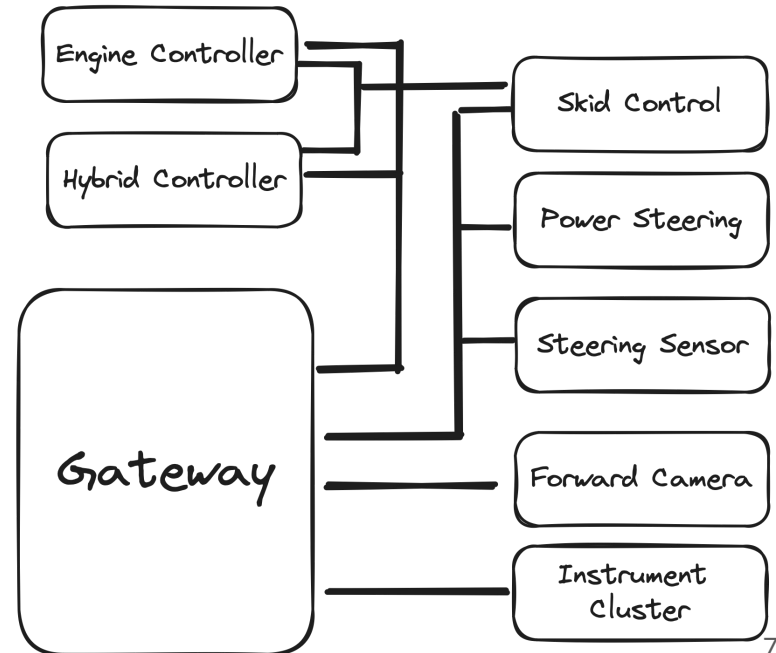 Engine Controller
Hybrid Controller
Gateway
Skid Control
Power Steering
Steering Sensor
Forward Camera
Instrument
Cluster
7